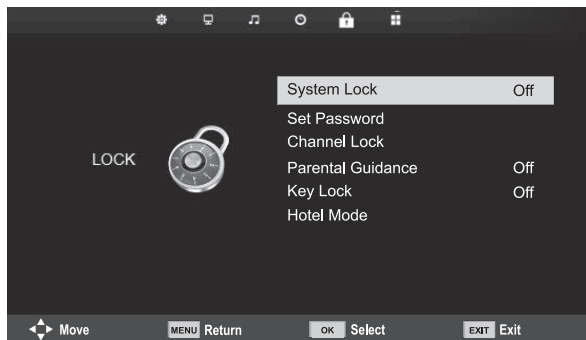 System Lock Off
Set Password
Channel Lock
LOCK
Parental Guidance Off
Key Lock Off
Hotel Mode
Move MENU Return OK Select EXIT Exit